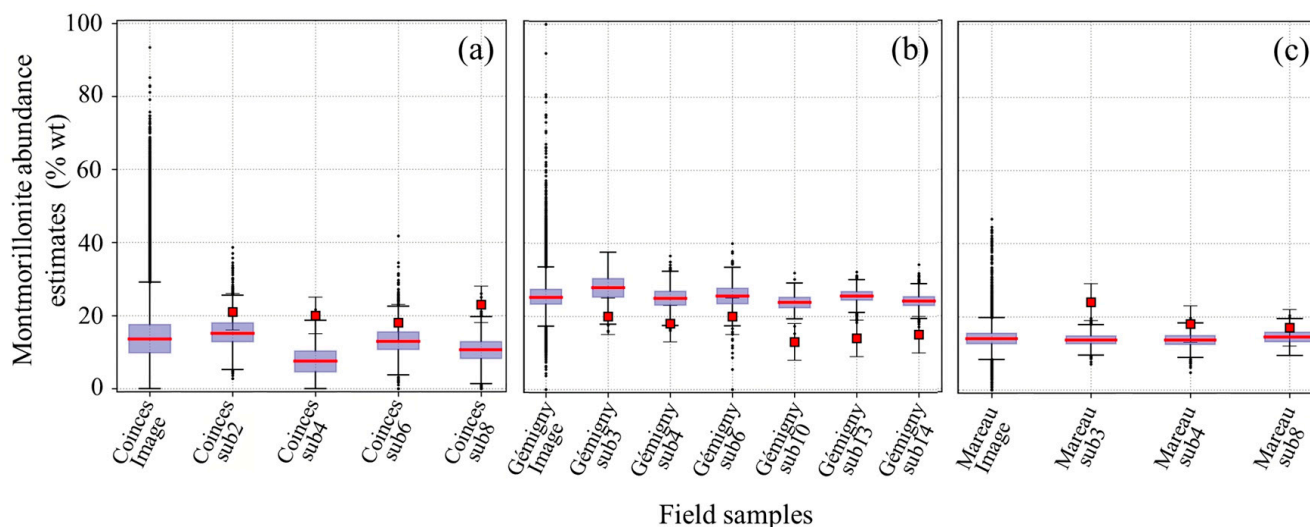 Montmorillonite abundance
estimates (% wt)
100
80
60
40
20
0
(a)
(b)
(c)
Coinces
Image
Coinces
sub2
Coinces
sub4
Coinces
sub6
Coinces
sub8
Gémigny
Image
Gémigny
sub3
Gémigny
sub4
Gémigny
sub6
Gémigny
sub10
Gémigny
sub13
Gémigny
sub14
Mareau
Image
Mareau
sub3
Mareau
sub4
Mareau
sub8
Field samples